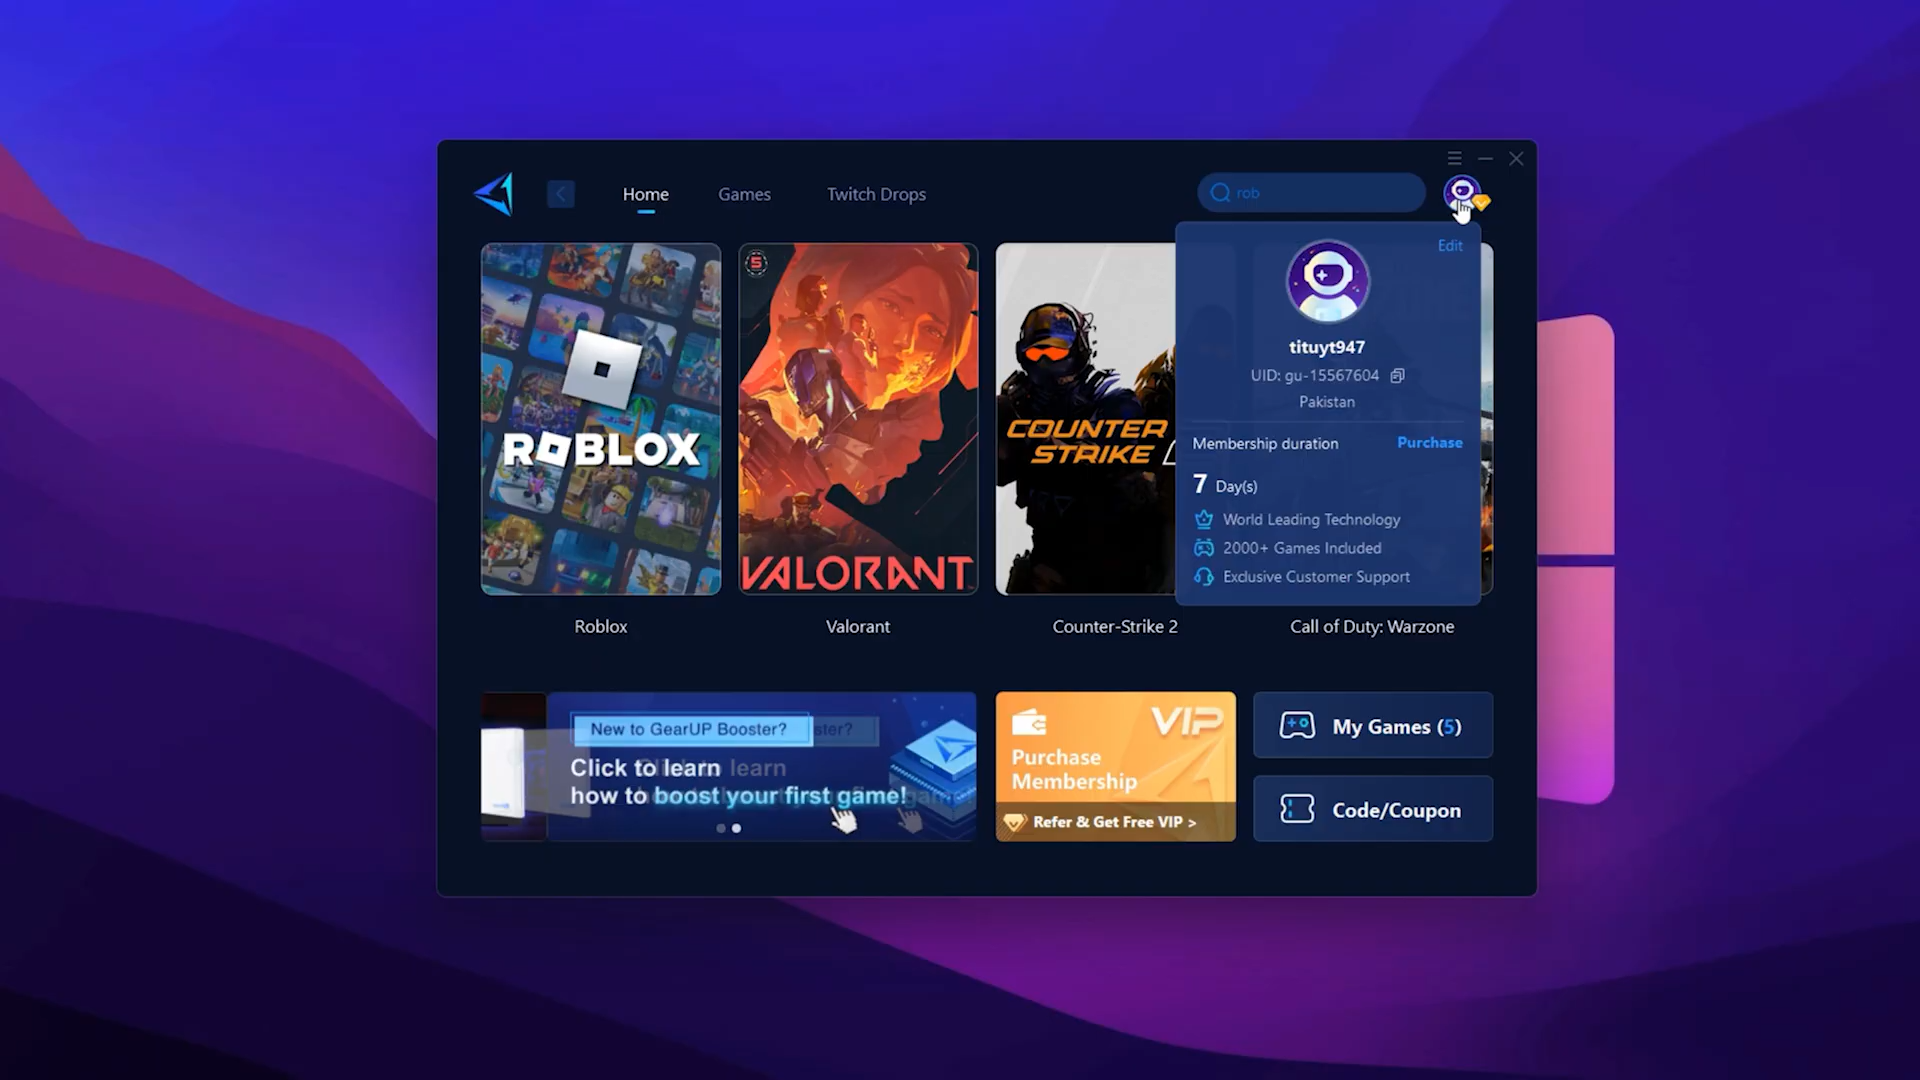 Home
Games
Twitch Drops
rob
Edit
tituyt947
UID: gu-15567604
Pakistan
Membership duration
Purchase
7 Day(s)
World Leading Technology
2000+ Games Included
Exclusive Customer Support
ROBLOX
VALORANT
COUNTER
STRIKE
Roblox
Valorant
Counter-Strike 2
Call of Duty: Warzone
New to GearUP Booster?
Click to learn
how to boost your first game!
VIP
Purchase
Membership
Refer & Get Free VIP >
My Games (5)
Code/Coupon